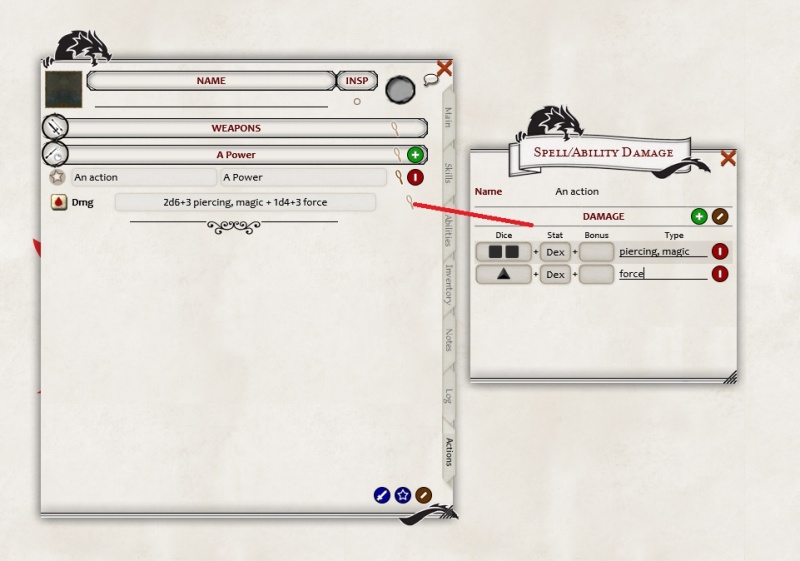 NAME
INSP
WEAPONS
A Power
An action
A Power
Dmg
2d6+3 piercing, magic + 1d4+3 force
Main
Skills
Abilities
Inventory
Notes
Log
Actions
Spell/Ability Damage
Name
An action
DAMAGE
Dice
Stat
Bonus
Type
+ Dex + piercing, magic
+ Dex + force